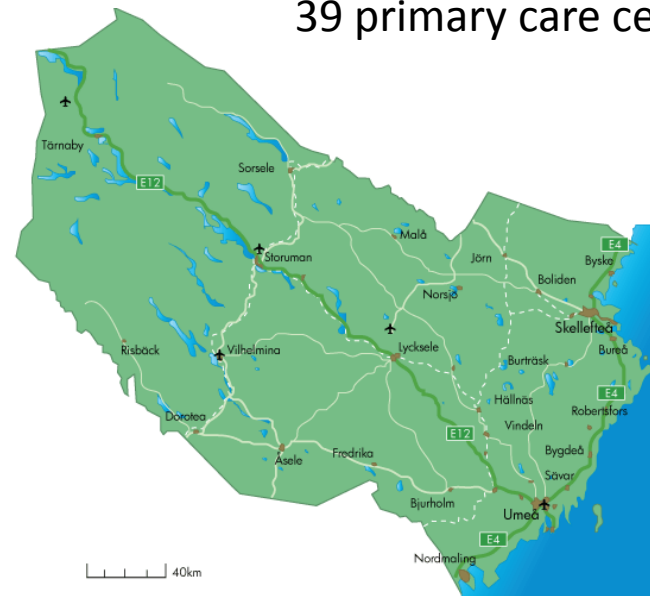 39 primary care ce
Tärnaby
E12
Sorsele
Malå
E4
Storuman
Jörn
Byske
Boliden
Norsjö
Skellefteå
Risbäck
Vilhelmina
Lycksele
Bureå
Burträsk
E4
Hällnäs
Robertsfors
Dorotea
Vindeln
E12
Åsele
Fredrika
Bygdeå
Sävar
Bjurholm
Umeå
E4
Nordmaling
40km